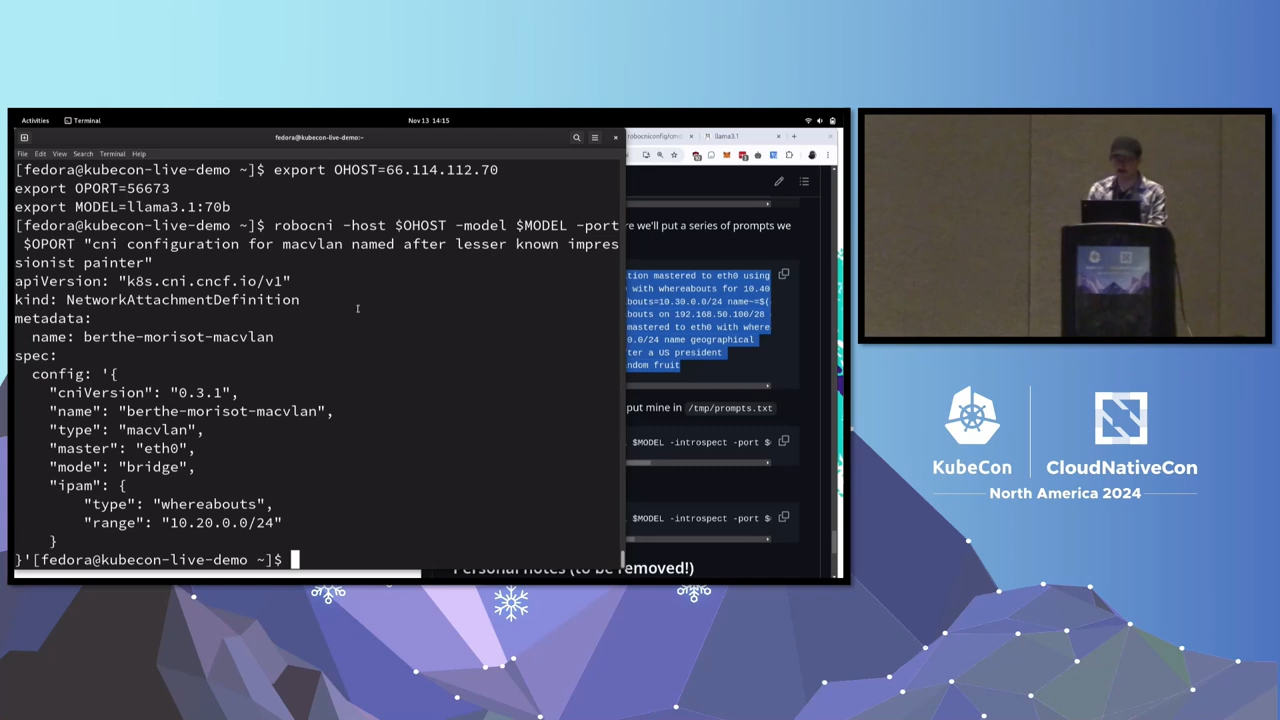 Activities
Terminal
Nov 13 14:15
fedora@kubecon-live-demo:~
File Edit View Search Terminal Help
[fedora@kubecon-live-demo ~]$ export OHOST=66.114.112.70
export OPORT=56673
export MODEL=llama3.1:70b
[fedora@kubecon-live-demo ~]$ robocni -host $OHOST -model $MODEL -port
$OPORT "cni configuration for macvlan named after lesser known impres
sionist painter"
apiVersion: "k8s.cni.cncf.io/v1"
kind: NetworkAttachmentDefinition
metadata:
name: berthe-morisot-macvlan
spec:
config: '{
"cniVersion": "0.3.1",
"name": "berthe-morisot-macvlan",
"type": "macvlan",
"master": "eth0",
"mode": "bridge",
"ipam": {
"type": "whereabouts",
"range": "10.20.0.0/24"
}
}'[fedora@kubecon-live-demo ~]$
robocniconfig/cmd
llama3.1
re we'll put a series of prompts we
tion mastered to eth0 using
with whereabouts for 10.40
bouts=10.30.0.0/24 name~=$(
bouts on 192.168.50.100/28
mastered to eth0 with where
0.0/24 name geographical
ter a US president
ndom fruit
put mine in /tmp/prompts.txt
$MODEL -introspect -port $
$MODEL -introspect -port $
Personal notes (to be removed!)
KubeCon
CloudNativeCon
North America 2024